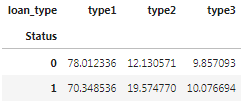 loan_type type1 type2 type3
Status
0 78.012336 12.130571 9.857093
1 70.348536 19.574770 10.076694